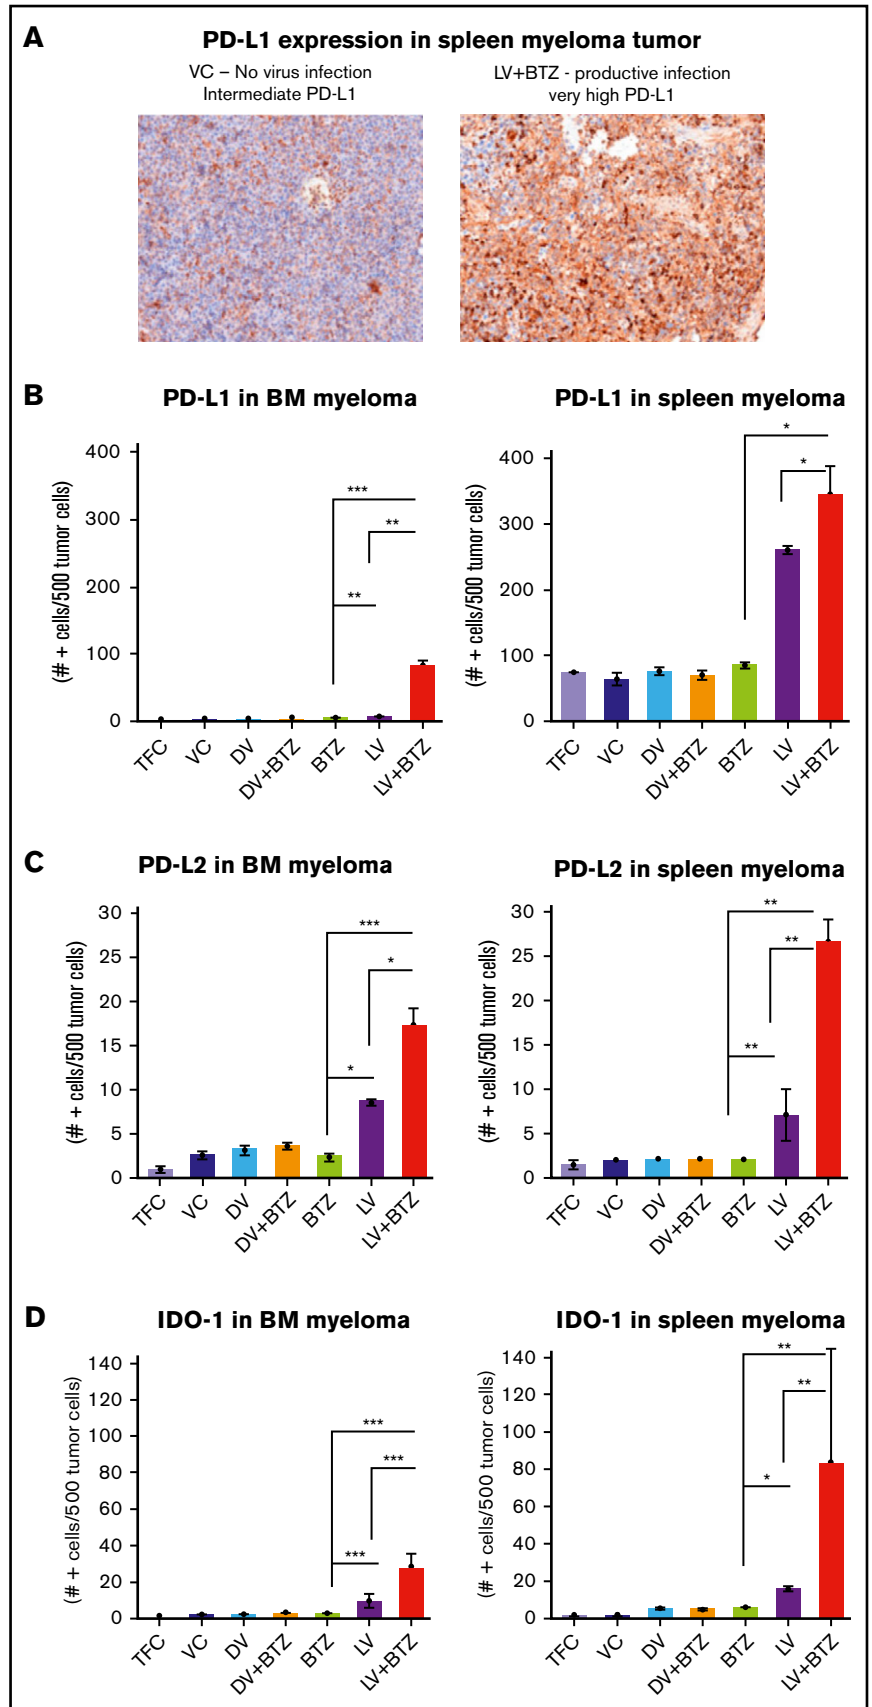 A
PD-L1 expression in spleen myeloma tumor
VC – No virus infection
Intermediate PD-L1
LV+BTZ - productive infection
very high PD-L1
B
PD-L1 in BM myeloma
(# + cells/500 tumor cells)
400
300
200
100
0
***
**
**
TFC
VC
DV
DV+BTZ
BTZ
LV
LV+BTZ
PD-L1 in spleen myeloma
(# + cells/500 tumor cells)
400
300
200
100
0
*
*
TFC
VC
DV
DV+BTZ
BTZ
LV
LV+BTZ
C
PD-L2 in BM myeloma
(# + cells/500 tumor cells)
30
25
20
15
10
5
0
***
*
*
TFC
VC
DV
DV+BTZ
BTZ
LV
LV+BTZ
PD-L2 in spleen myeloma
(# + cells/500 tumor cells)
30
25
20
15
10
5
0
**
**
**
TFC
VC
DV
DV+BTZ
BTZ
LV
LV+BTZ
D
IDO-1 in BM myeloma
(# + cells/500 tumor cells)
140
120
100
80
60
40
20
0
***
***
***
TFC
VC
DV
DV+BTZ
BTZ
LV
LV+BTZ
IDO-1 in spleen myeloma
(# + cells/500 tumor cells)
140
120
100
80
60
40
20
0
**
**
*
TFC
VC
DV
DV+BTZ
BTZ
LV
LV+BTZ